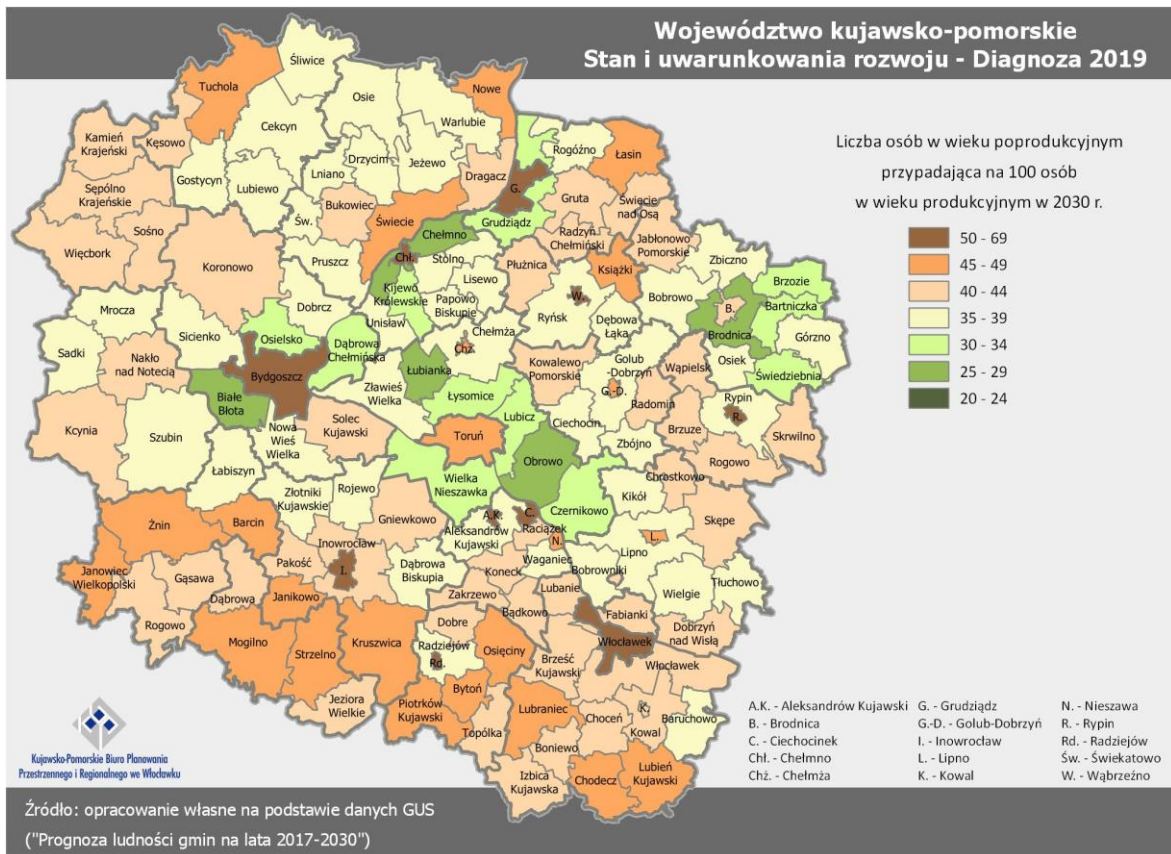 Województwo kujawsko-pomorskie
Stan i uwarunkowania rozwoju - Diagnoza 2019
Liczba osób w wieku poprodukcyjnym
przypadająca na 100 osób
w wieku produkcyjnym w 2030 r.
50 - 69
45 - 49
40 - 44
35 - 39
30 - 34
25 - 29
20 - 24
Śliwice
Tuchola
Osie
Nowe
Cekcyn
Warlubie
Kamień
Krajeński
Kęsowo
Rogóźno
Łasin
Drzycim
Jeżewo
Gostycyn
Lubiewo
Lniano
Dragacz
G.
Sępólno
Krajeńskie
Bukowiec
Gruta
Świecie
nad Osą
Sośno
Św.
Świecie
Grudziądz
Radzyń
Chełmiński
Więcbork
Koronowo
Pruszcz
Chełmno
Chł.
Stolno
Płużnica
Jabłonowo
Pomorskie
Książki
Zbiczno
Kijewo
Królewskie
Lisewo
Brzozie
Mrocza
Dobrcz
Papowo
Biskupie
W.
Bobrowo
B.
Bartniczka
Sicienko
Unisław
Chełmża
Ryńsk
Dębowa
Łąka
Brodnica
Górzno
Sadki
Osielsko
Dąbrowa
Chełmińska
Chż.
Golub
-Dobrzyń
Osiek
Nakło
nad Notecią
Bydgoszcz
Łubianka
Kowalewo
Pomorskie
Wąpielsk
Świedziebnia
Zławieś
Wielka
Łysomice
G.-D.
Radomin
Rypin
R.
Białe
Błota
Kcynia
Szubin
Nowa
Wieś
Wielka
Solec
Kujawski
Toruń
Lubicz
Ciechocin
Brzuze
Skrwilno
Zbójno
Obrowo
Rogowo
Łabiszyn
Wielka
Nieszawka
Chrostkowo
Złotniki
Kujawskie
Rojewo
Kikół
Czernikowo
Skępe
Gniewkowo
A.K.
C.
Żnin
Barcin
Aleksandrów
Kujawski
Raciążek
N.
L.
Inowrocław
Lipno
Pakość
I.
Dąbrowa
Biskupia
Waganiec
Bobrowniki
Janowiec
Wielkopolski
Gąsawa
Koneck
Tłuchowo
Dąbrowa
Janikowo
Zakrzewo
Lubanie
Wielgie
Rogowo
Bądkowo
Fabianki
Dobre
Dobrzyń
nad Wisłą
Mogilno
Strzelno
Kruszwica
Radziejów
Rd.
Osięciny
Włocławek
Brześć
Kujawski
Włocławek
Jeziora
Wielkie
Piotrków
Kujawski
Bytoń
Lubraniec
K.
Choceń
Kowal
Baruchowo
Topólka
Boniewo
Izbica
Kujawska
Chodecz
Lubień
Kujawski
A.K. - Aleksandrów Kujawski
B. - Brodnica
C. - Ciechocinek
Chł. - Chełmno
Chż. - Chełmża
G. - Grudziądz
G.-D. - Golub-Dobrzyń
I. - Inowrocław
L. - Lipno
K. - Kowal
N. - Nieszawa
R. - Rypin
Rd. - Radziejów
Św. - Świekatowo
W. - Wąbrzeźno
Kujawsko-Pomorskie Biuro Planowania
Przestrzennego i Regionalnego we Włocławku
Źródło: opracowanie własne na podstawie danych GUS
("Prognoza ludności gmin na lata 2017-2030")